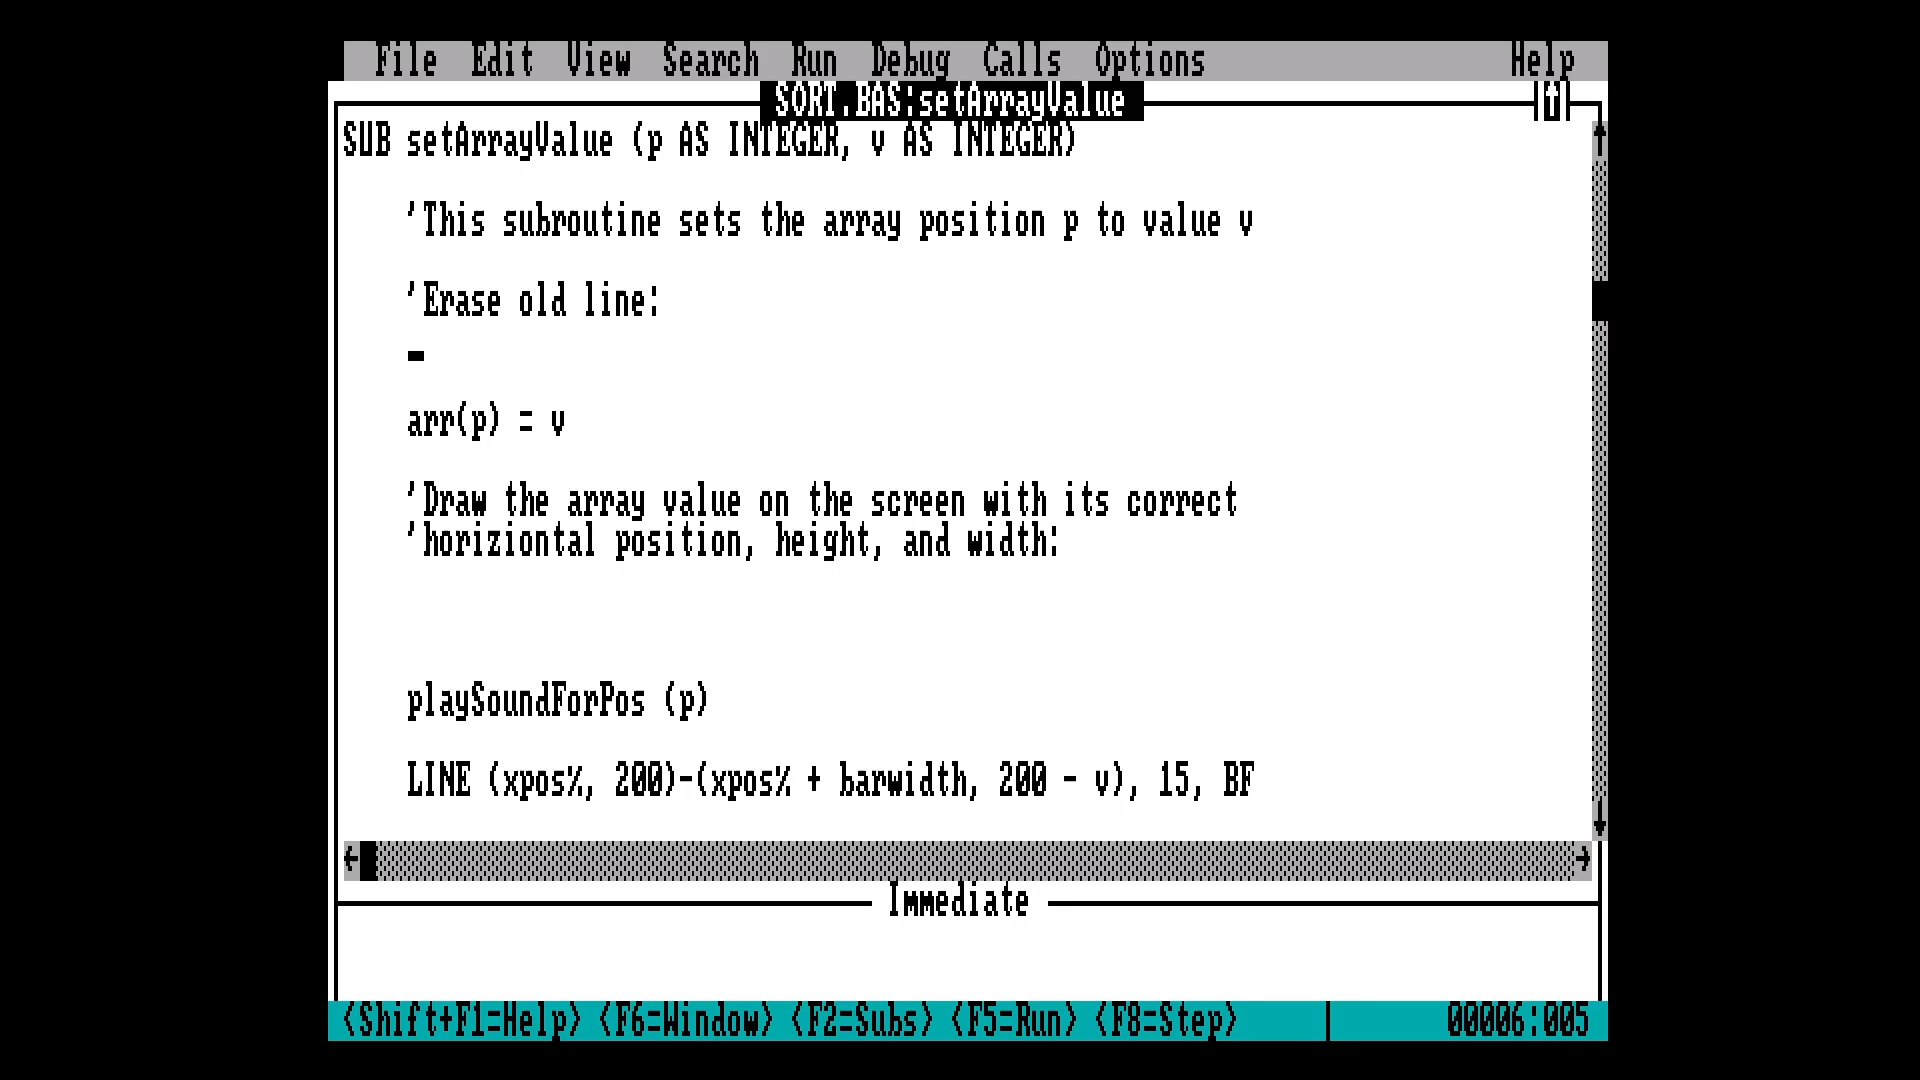 File Edit View Search Run Debug Calls Options Help
SORT.BAS:setArrayValue
SUB setArrayValue (p AS INTEGER, v AS INTEGER)
'This subroutine sets the array position p to value v
'Erase old line:
arr(p) = v
'Draw the array value on the screen with its correct
'horiziontal position, height, and width:
playSoundForPos (p)
LINE (xpos%, 200)-(xpos% + barwidth, 200 - v), 15, BF
Immediate
<Shift+F1=Help> <F6=Window> <F2=Subs> <F5=Run> <F8=Step> 00006:005